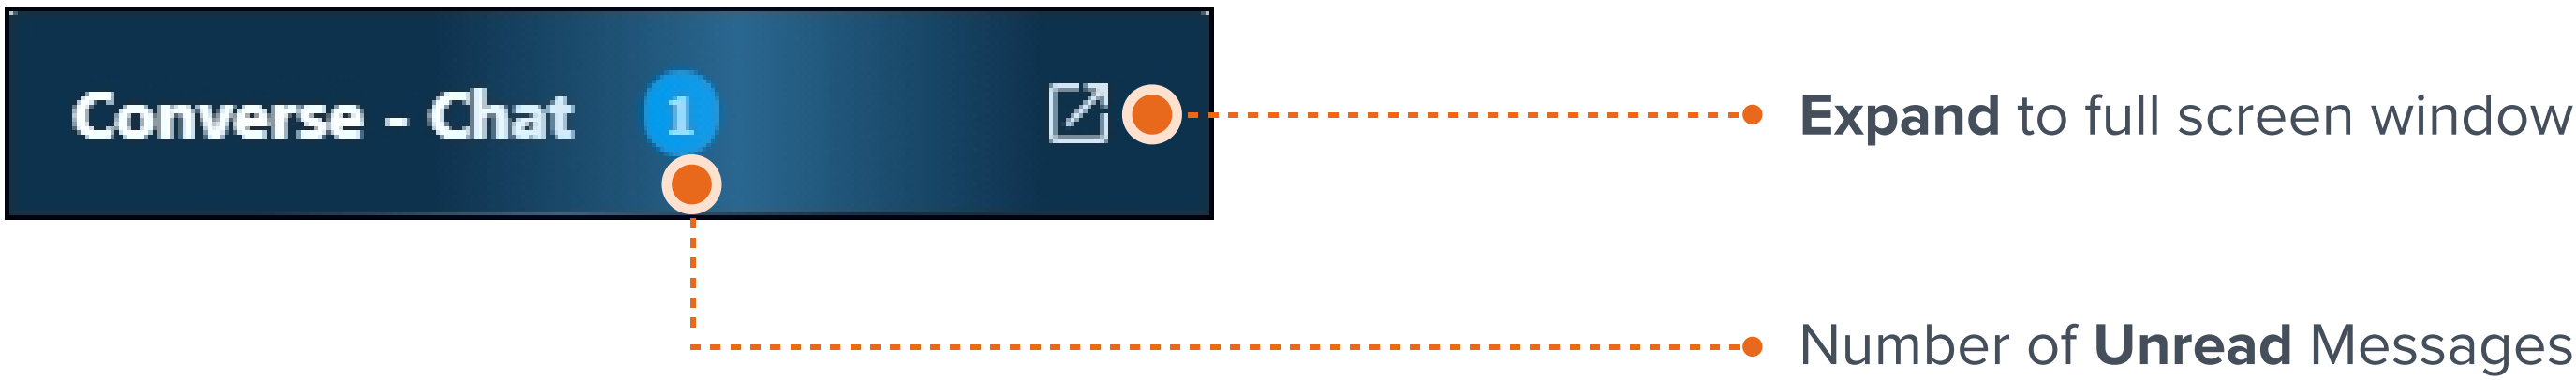 Converse - Chat 1
Expand to full screen window
Number of Unread Messages